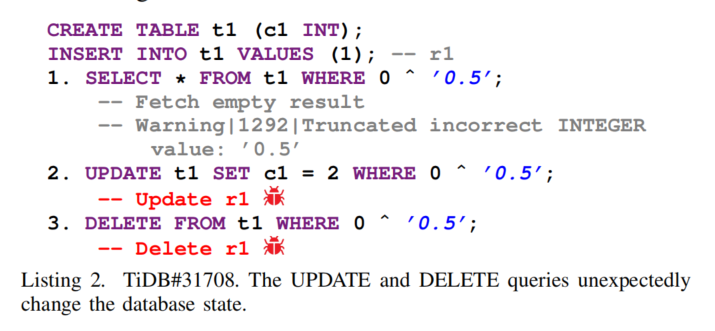 CREATE TABLE t1 (c1 INT);
INSERT INTO t1 VALUES (1); -- r1
1. SELECT * FROM t1 WHERE 0 ^ '0.5';
-- Fetch empty result
-- Warning|1292|Truncated incorrect INTEGER
value: '0.5'
2. UPDATE t1 SET c1 = 2 WHERE 0 ^ '0.5';
-- Update r1
3. DELETE FROM t1 WHERE 0 ^ '0.5';
-- Delete r1
Listing 2. TiDB#31708. The UPDATE and DELETE queries unexpectedly
change the database state.